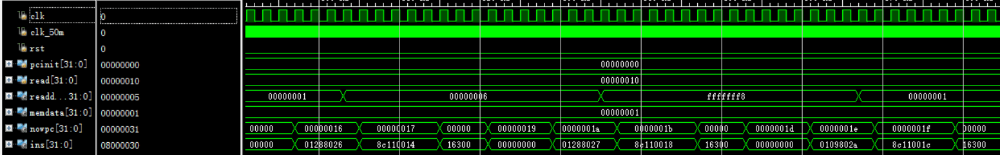 clk 0
clk_50m 0
rst 0
pcinit[31:0] 00000000 00000000
read[31:0] 00000010 00000010
readd...31:0] 00000005 00000001 00000006 fffffff8 00000001
memdata[31:0] 00000001 00000001
nowpc[31:0] 00000031 00000 00000016 00000017 00000 00000019 0000001a 0000001b 00000 0000001d 0000001e 0000001f 00000
ins[31:0] 08000030 00000 01288026 8c110014 16300 00000000 01288027 8c110018 16300 00000000 0109802a 8c11001c 16300